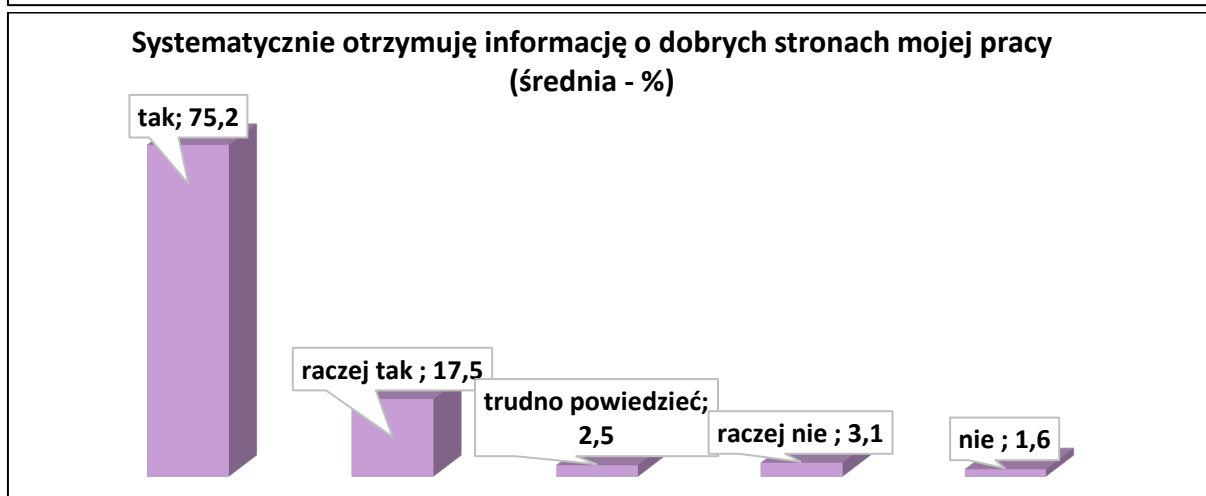 Systematycznie otrzymuję informację o dobrych stronach mojej pracy
(średnia - %)
tak; 75,2
raczej tak ; 17,5
trudno powiedzieć;
2,5
raczej nie ; 3,1
nie ; 1,6